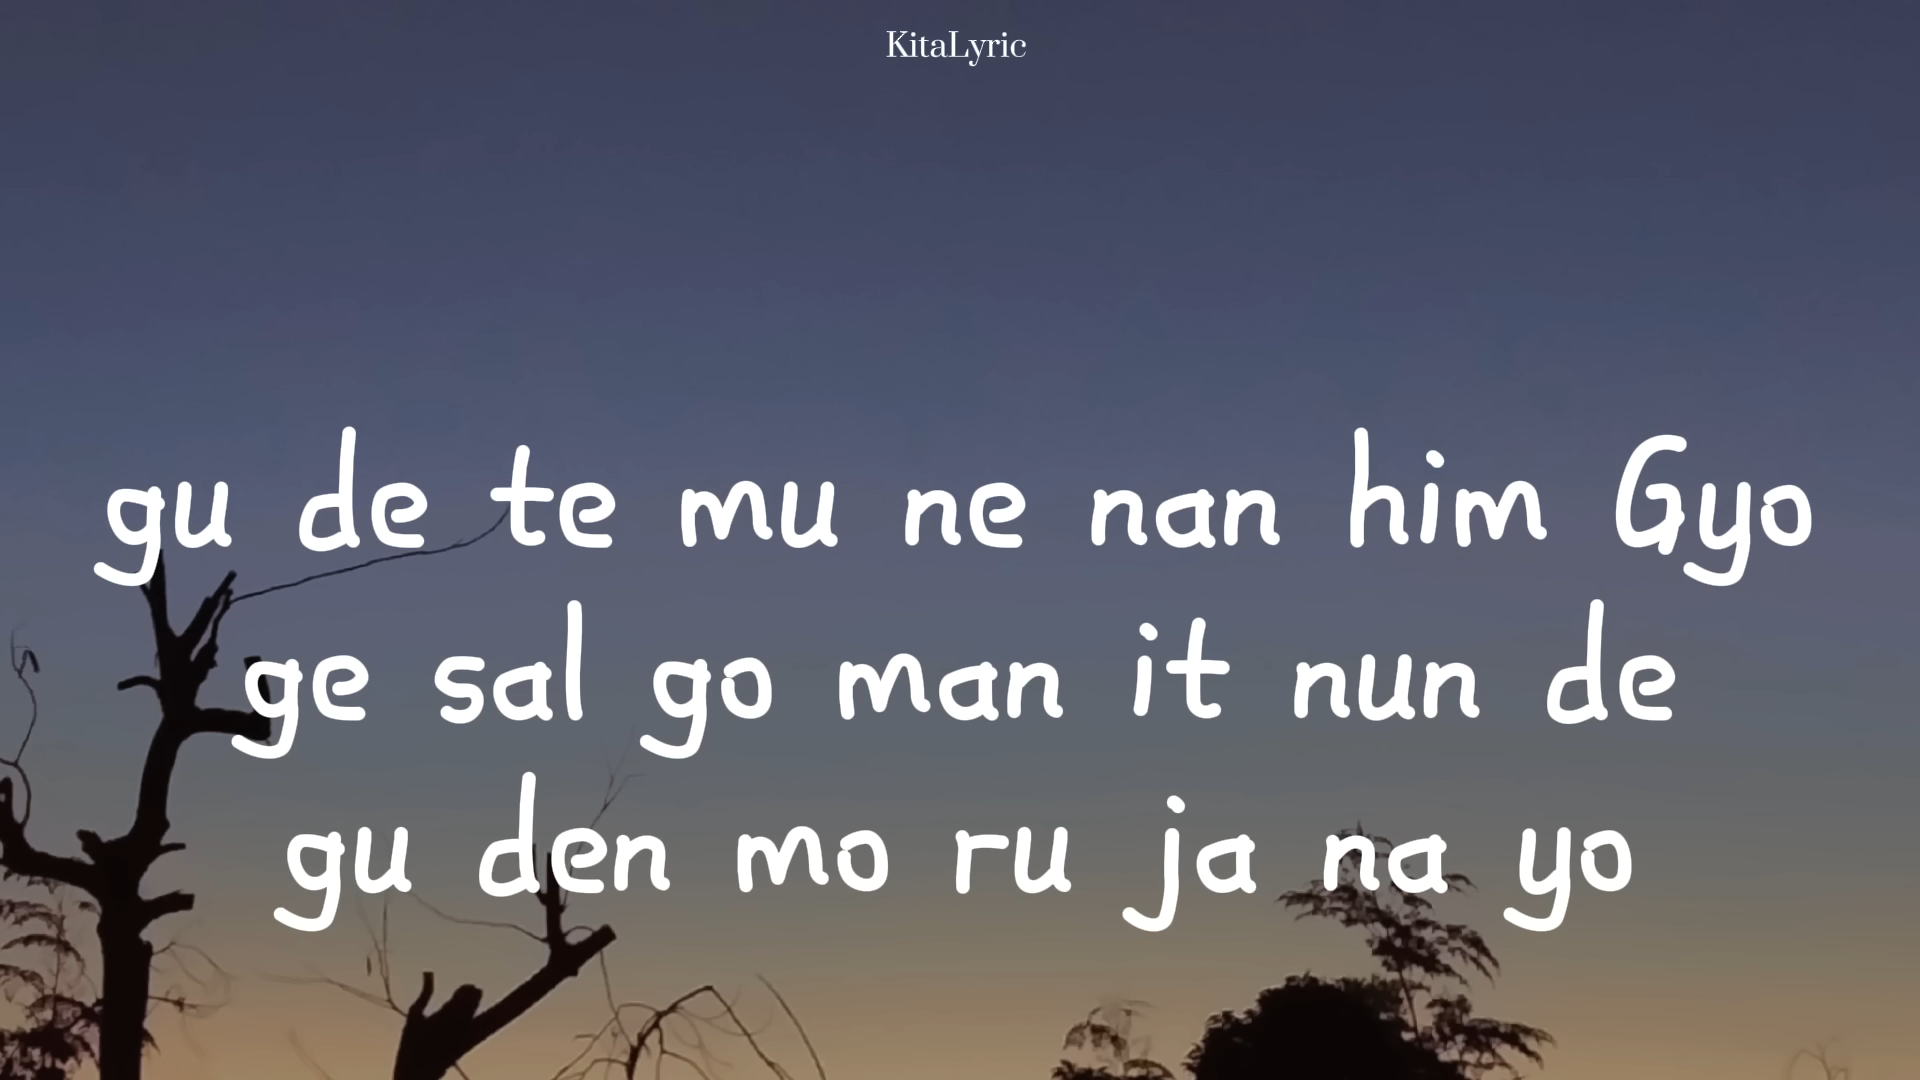 KitaLyric
gu de te mu ne nan him Gyo
ge sal go man it nun de
gu den mo ru ja na yo